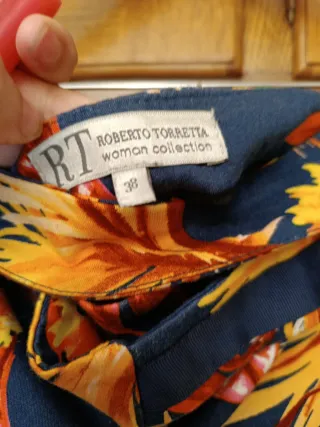 RT
ROBERTO TORRETTA
woman collection
38